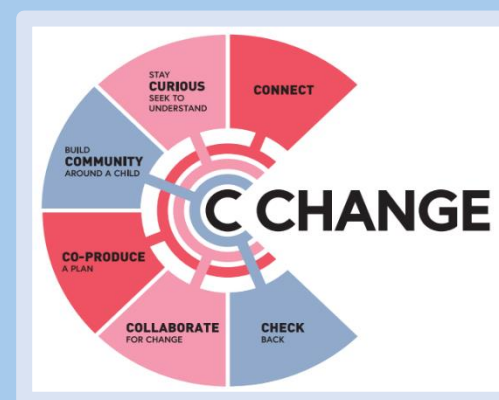 CONNECT
STAY
CURIOUS
SEEK TO
UNDERSTAND
BUILD
COMMUNITY
AROUND A CHILD
CO-PRODUCE
A PLAN
COLLABORATE
FOR CHANGE
CHECK
BACK
C CHANGE